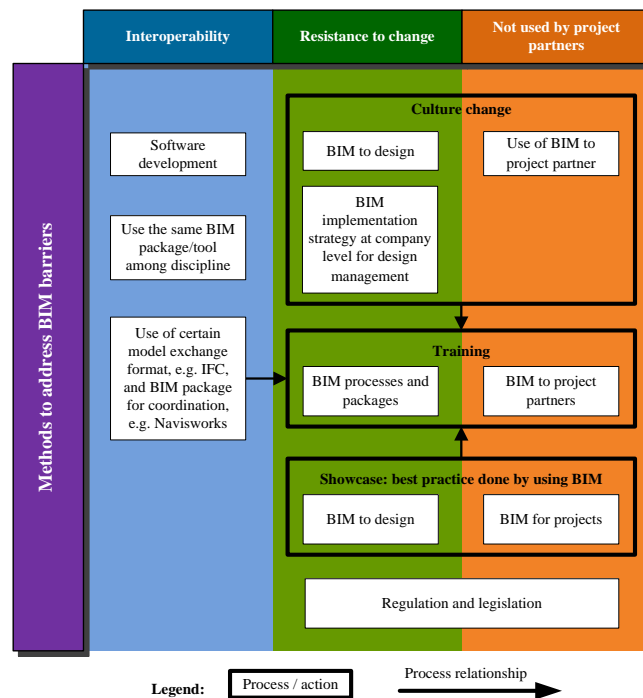 Interoperability
Resistance to change
Not used by project
partners
Methods to address BIM barriers
Culture change
Software
development
BIM to design
Use of BIM to
project partner
Use the same BIM
package/tool
among discipline
BIM
implementation
strategy at company
level for design
management
Use of certain
model exchange
format, e.g. IFC,
and BIM package
for coordination,
e.g. Navisworks
Training
BIM processes and
packages
BIM to project
partners
Showcase: best practice done by using BIM
BIM to design
BIM for projects
Regulation and legislation
Legend:
Process / action
Process relationship